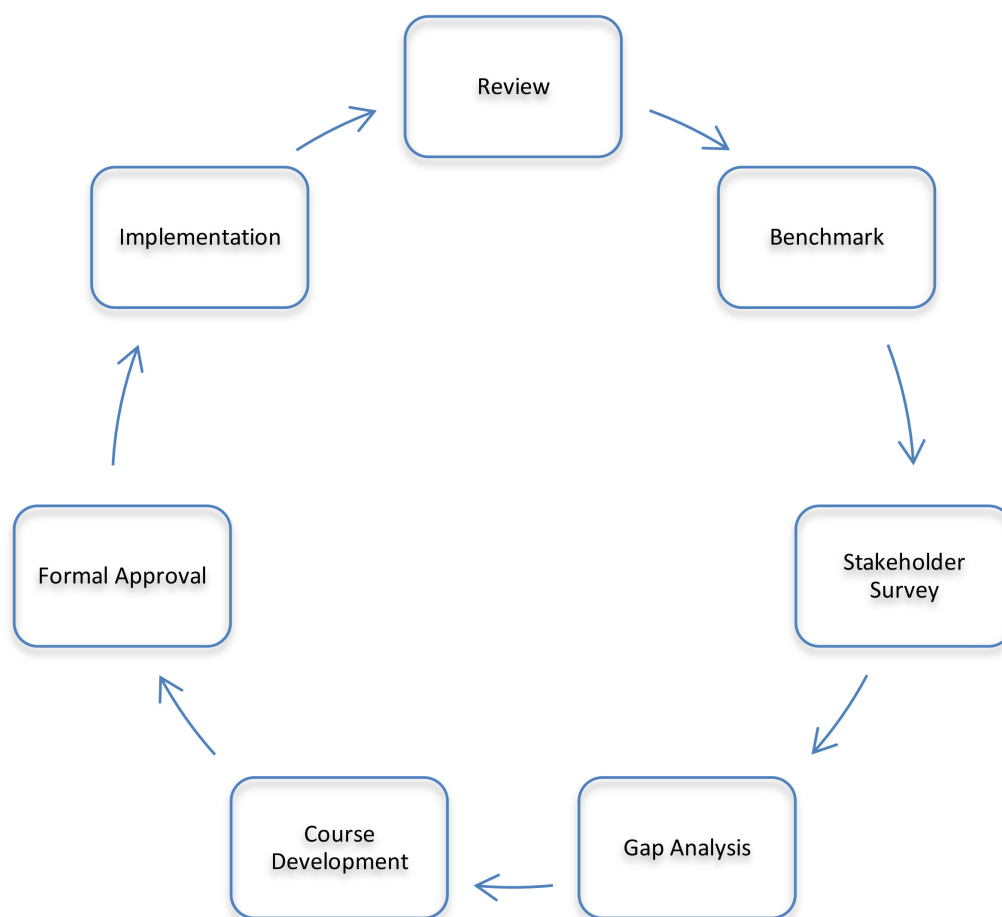 Review
Benchmark
Stakeholder
Survey
Gap Analysis
Course
Development
Formal Approval
Implementation